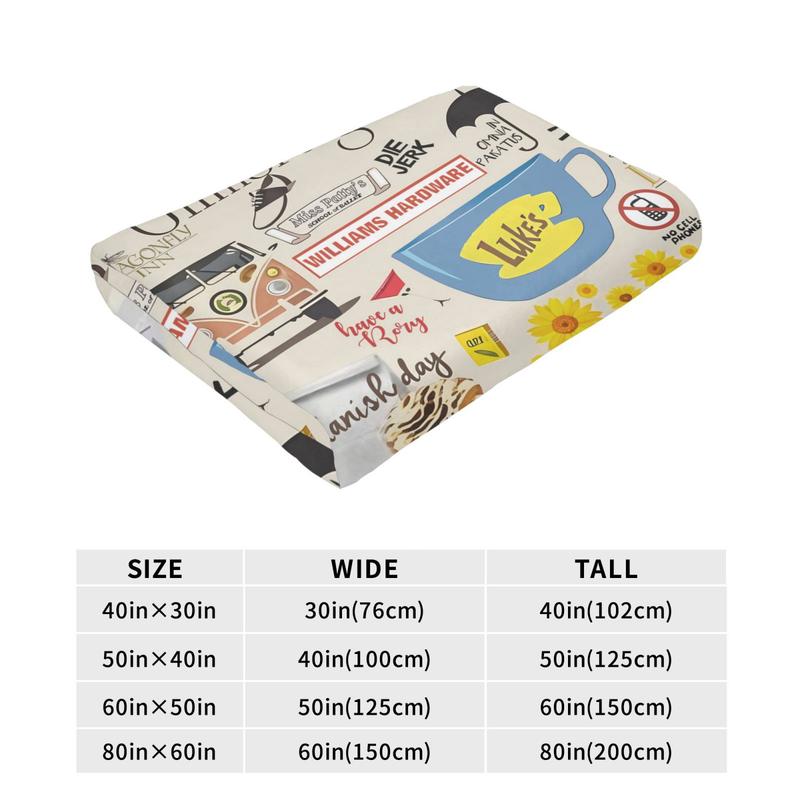 DIE
JERK
IN
OMNIA
PARATUS
Miss Patty's
SCHOOL of BALLET
WILLIAMS HARDWARE
LUKE'S
NO CELL
PHONES
AGONFLY
INN
have a
Rory
anish day
SIZE WIDE TALL
40in×30in 30in(76cm) 40in(102cm)
50in×40in 40in(100cm) 50in(125cm)
60in×50in 50in(125cm) 60in(150cm)
80in×60in 60in(150cm) 80in(200cm)